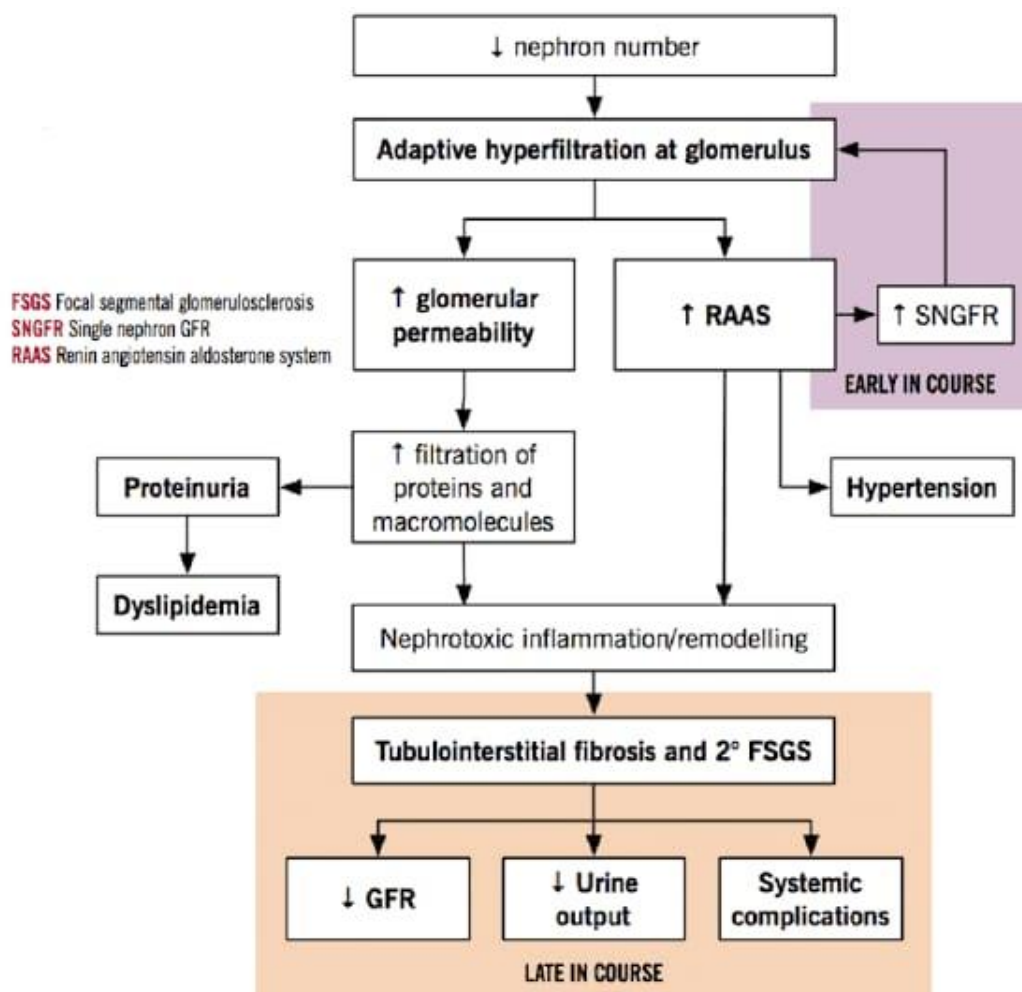 ↓ nephron number
Adaptive hyperfiltration at glomerulus
↑ glomerular
permeability
↑ RAAS
↑ SNGFR
EARLY IN COURSE
FSGS Focal segmental glomerulosclerosis
SNGFR Single nephron GFR
RAAS Renin angiotensin aldosterone system
Proteinuria
↑ filtration of
proteins and
macromolecules
Hypertension
Dyslipidemia
Nephrotoxic inflammation/remodelling
Tubulointerstitial fibrosis and 2° FSGS
↓ GFR
↓ Urine
output
Systemic
complications
LATE IN COURSE